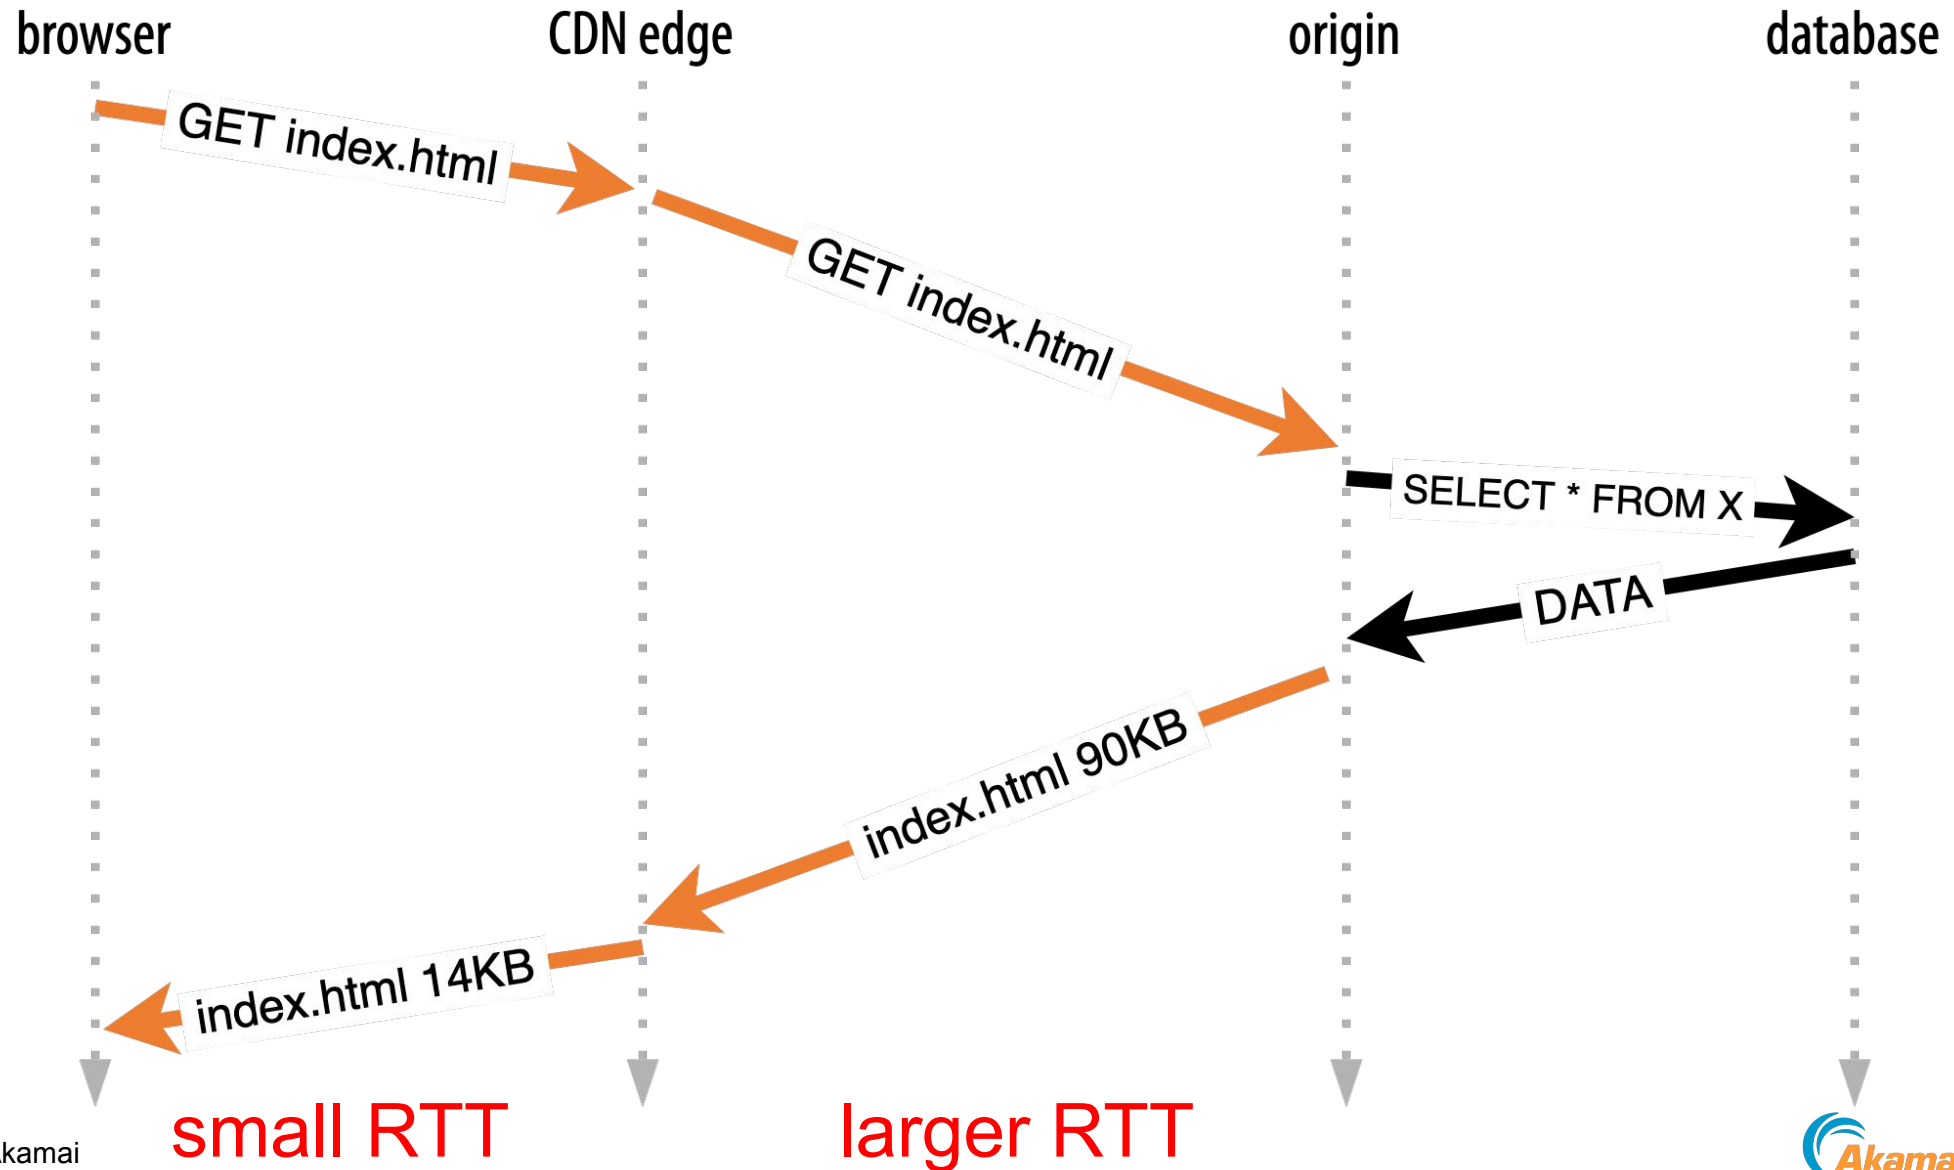 browser CDN edge origin database
GET index.html
GET index.html
SELECT * FROM X
DATA
index.html 90KB
index.html 14KB
small RTT larger RTT